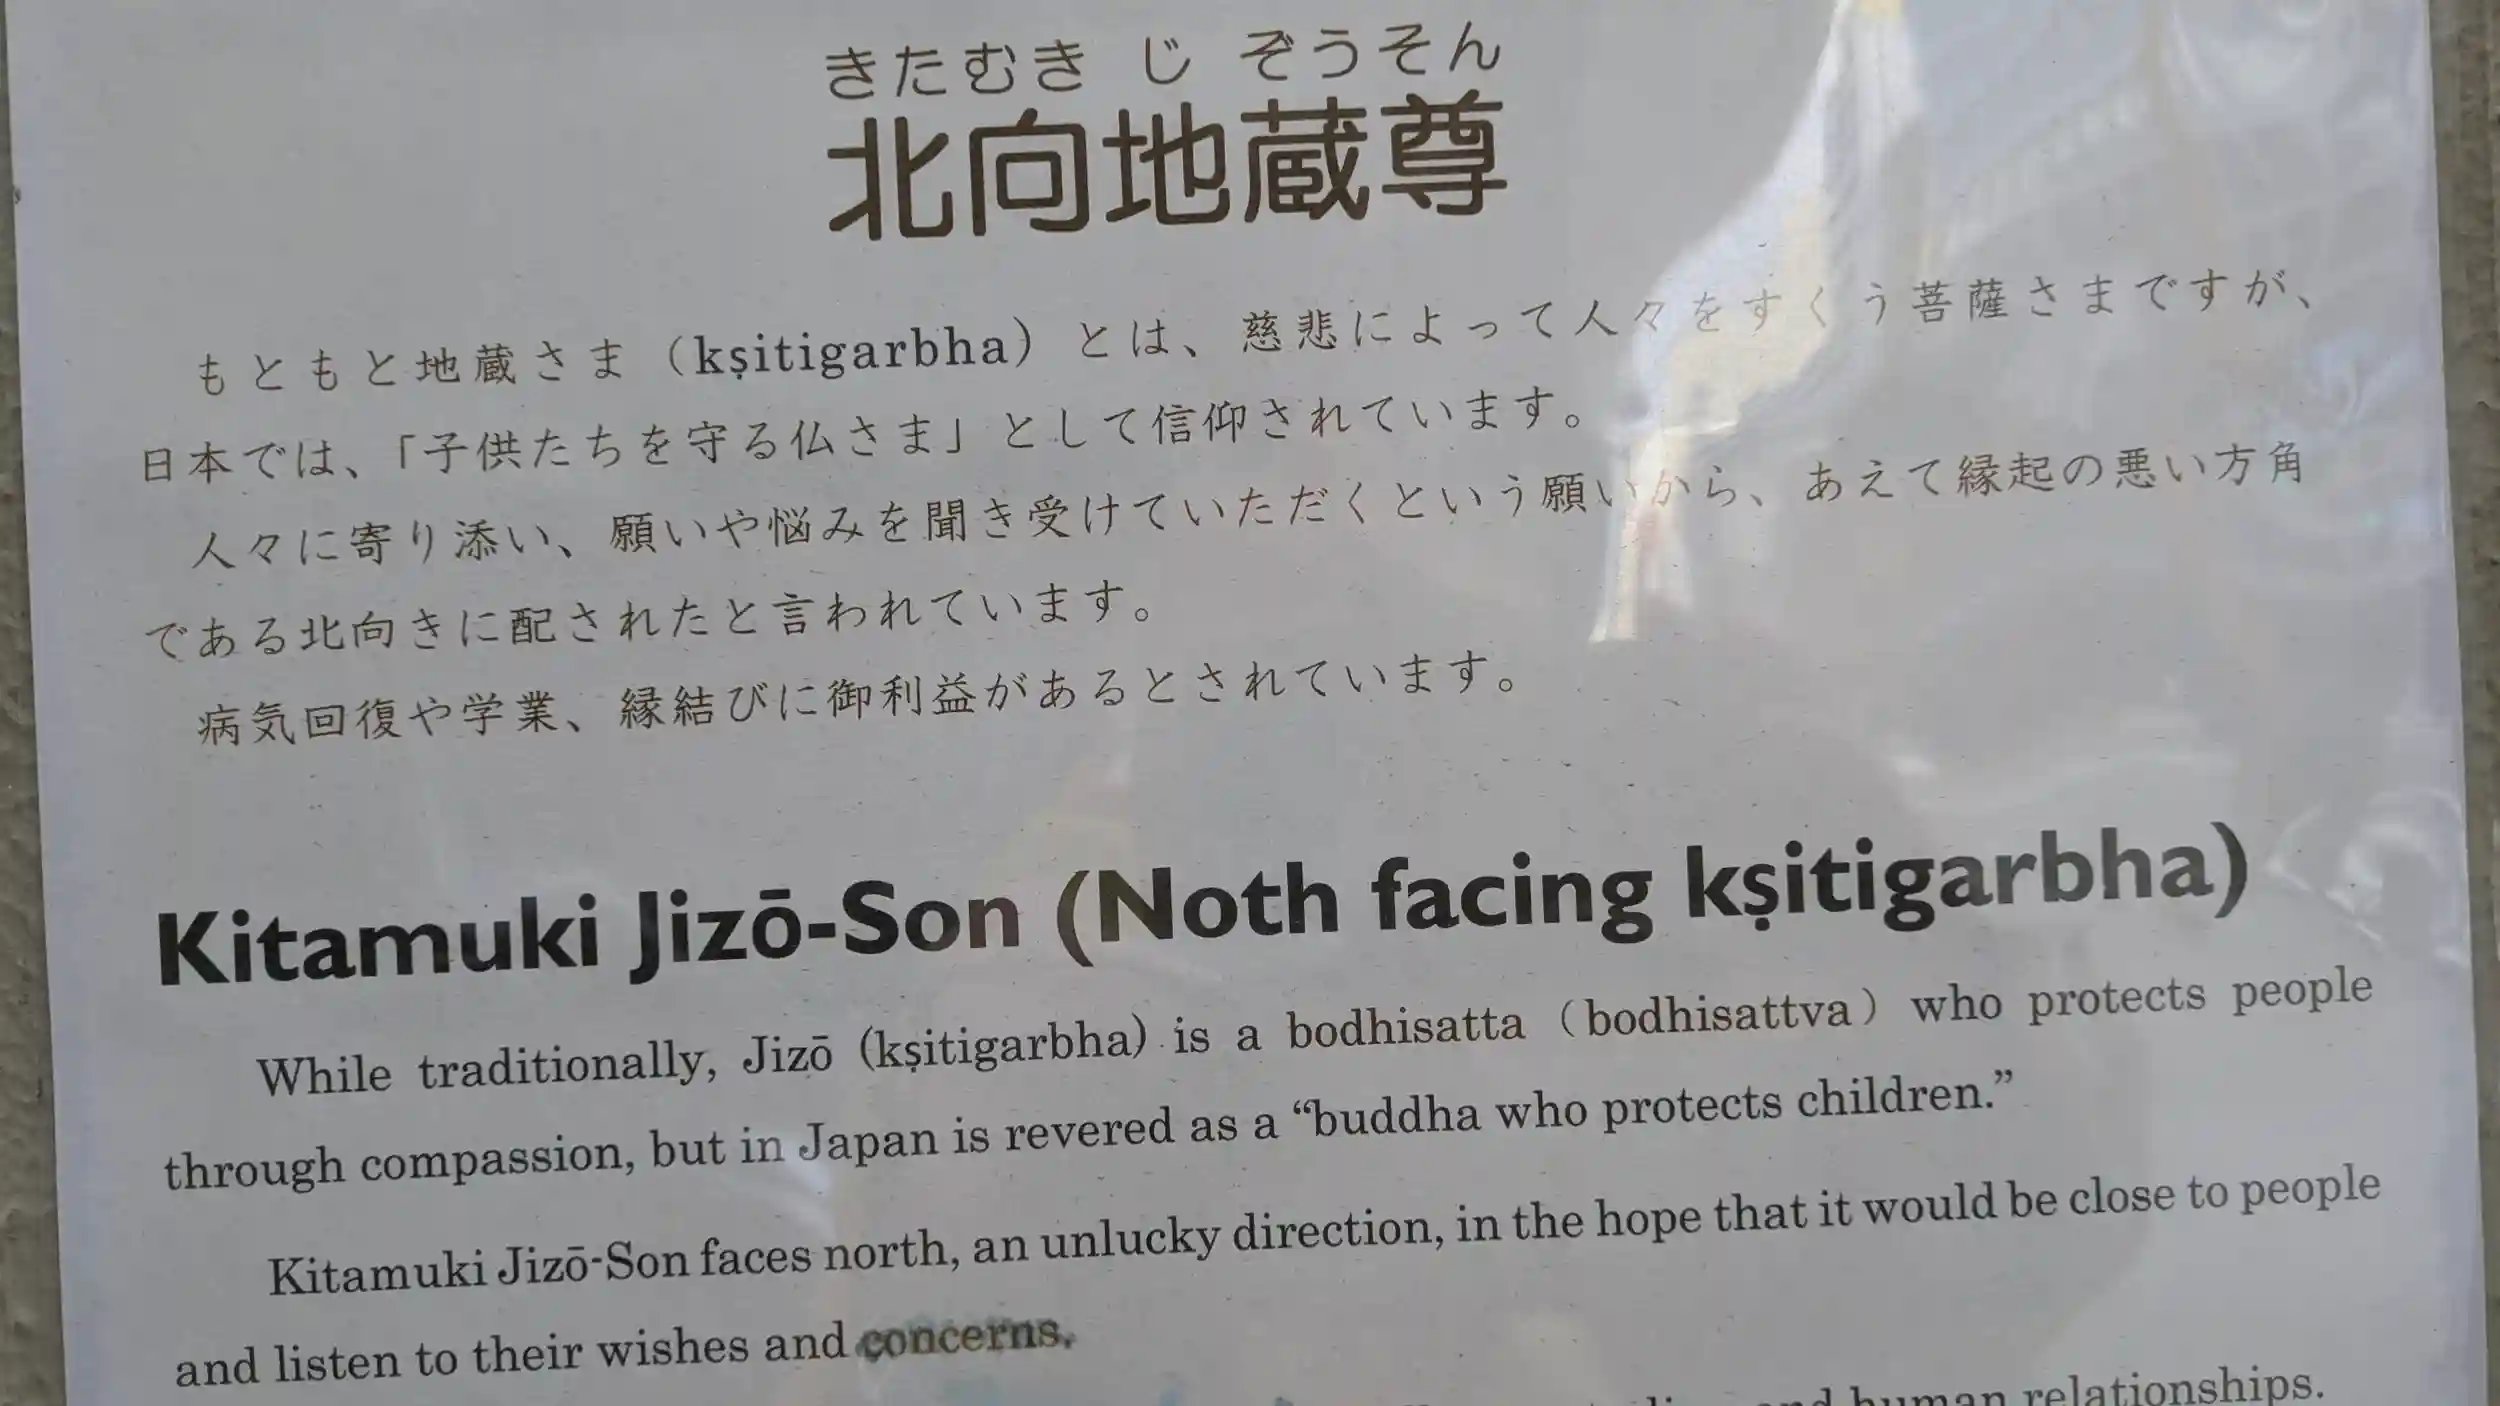 きたむき じ ぞうそん
北向地蔵尊
もともと地蔵さま（kṣitigarbha）とは、慈悲によって人々をすくう菩薩さまですが、
日本では、「子供たちを守る仏さま」として信仰されています。
人々に寄り添い、願いや悩みを聞き受けていただくという願いから、あえて縁起の悪い方角
である北向きに配されたと言われています。
病気回復や学業、縁結びに御利益があるとされています。
Kitamuki Jizō-Son (Noth facing kṣitigarbha)
While traditionally, Jizō (kṣitigarbha) is a bodhisatta（bodhisattva）who protects people
through compassion, but in Japan is revered as a “buddha who protects children.”
Kitamuki Jizō-Son faces north, an unlucky direction, in the hope that it would be close to people
and listen to their wishes and concerns.
and human relationships.